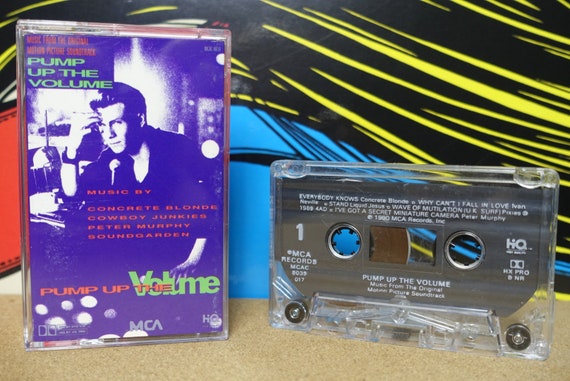 MUSIC FROM THE ORIGINAL
MOTION PICTURE SOUNDTRACK
PUMP
UP THE
VOLUME
MUSIC BY
CONCRETE BLONDE
COWBOY JUNKIES
PETER MURPHY
SOUNDGARDEN
PUMP UP THE Volume
MCA HQ
EVERYBODY KNOWS Concrete Blonde • WHY CAN'T I FALL IN LOVE Ivan
Neville • STAND Liquid Jesus • WAVE OF MUTILATION (U.K. SURF) Pixies ℗
1989 4AD • I'VE GOT A SECRET MINIATURE CAMERA Peter Murphy
℗ 1990 MCA Records, Inc.
1
HQ
MCA
RECORDS
MCAC
8039
017
HX PRO
B NR
PUMP UP THE VOLUME
Music From The Original
Motion Picture Soundtrack